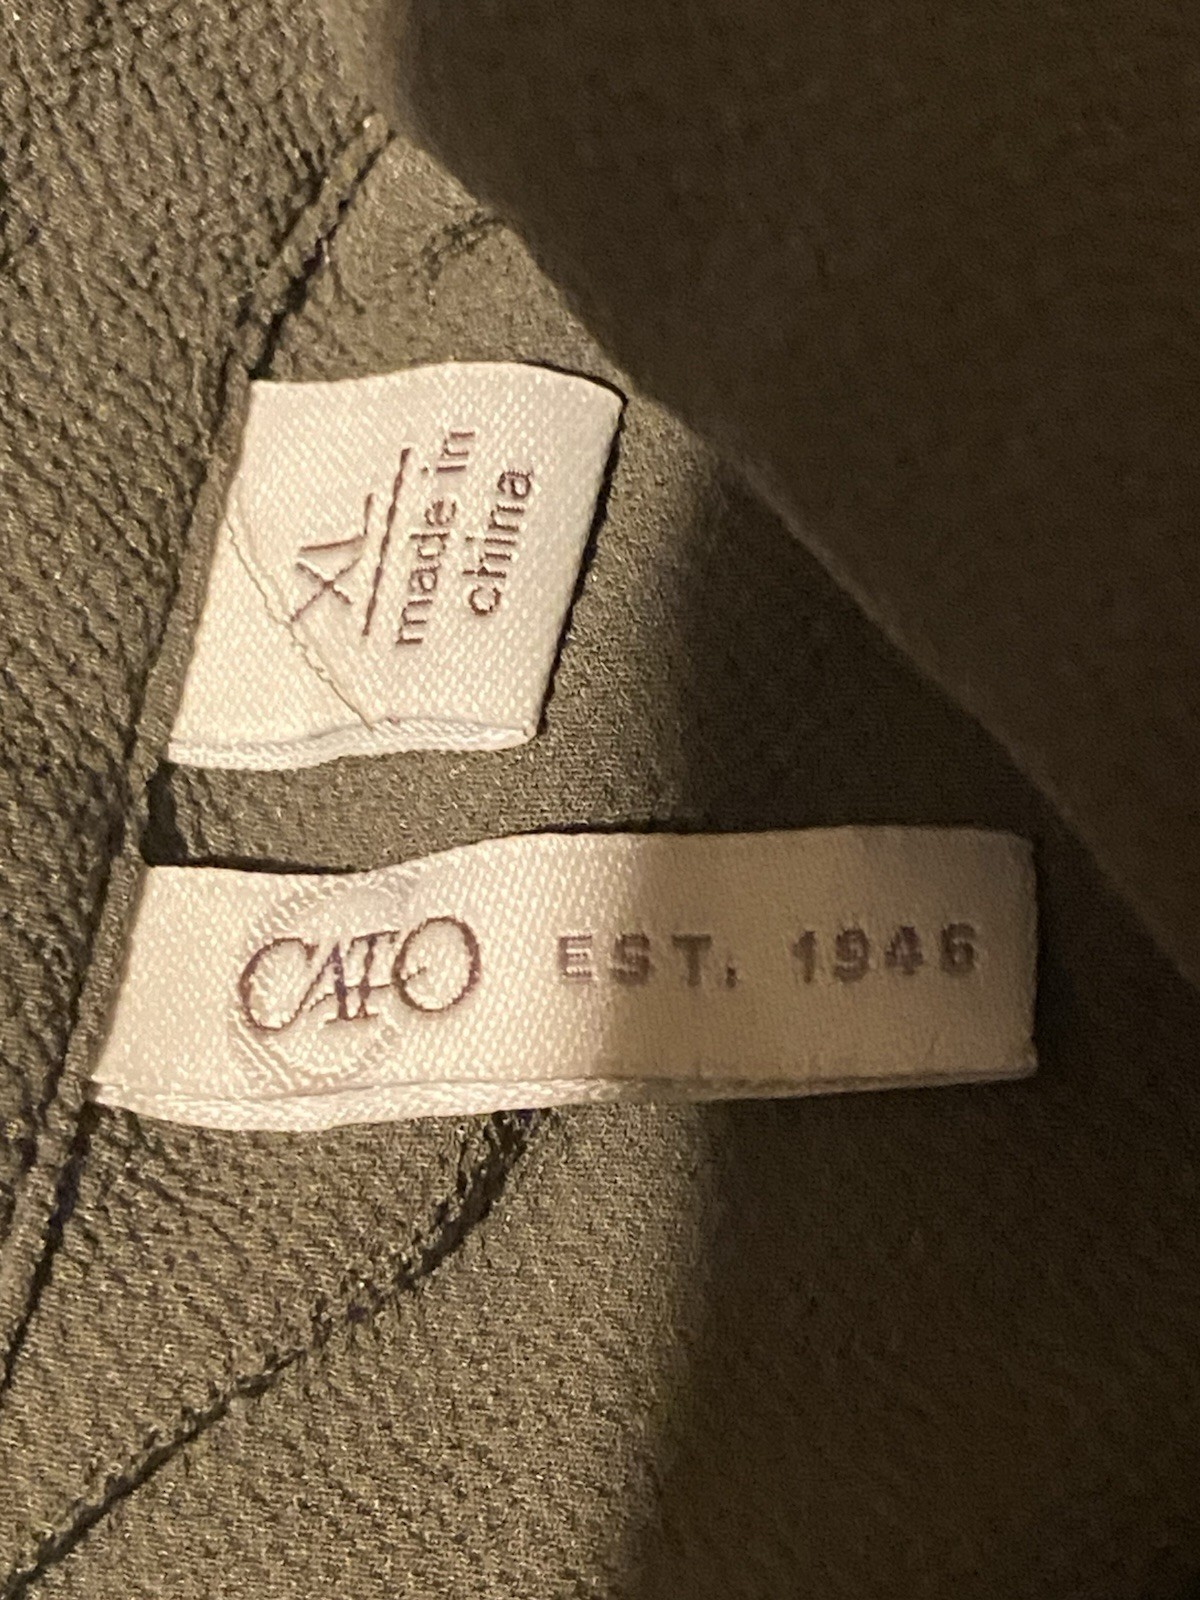 XL
made in
china
CATO EST. 1946